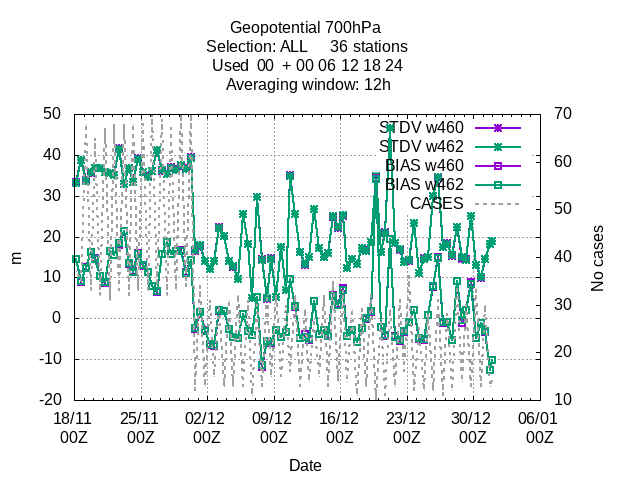 Geopotential 700hPa
Selection: ALL     36 stations
Used  00  + 00 06 12 18 24
Averaging window: 12h
STDV w460
STDV w462
BIAS w460
BIAS w462
CASES
m
50
40
30
20
10
0
-10
-20
No cases
70
60
50
40
30
20
10
18/11 25/11 02/12 09/12 16/12 23/12 30/12 06/01
00Z 00Z 00Z 00Z 00Z 00Z 00Z 00Z
Date